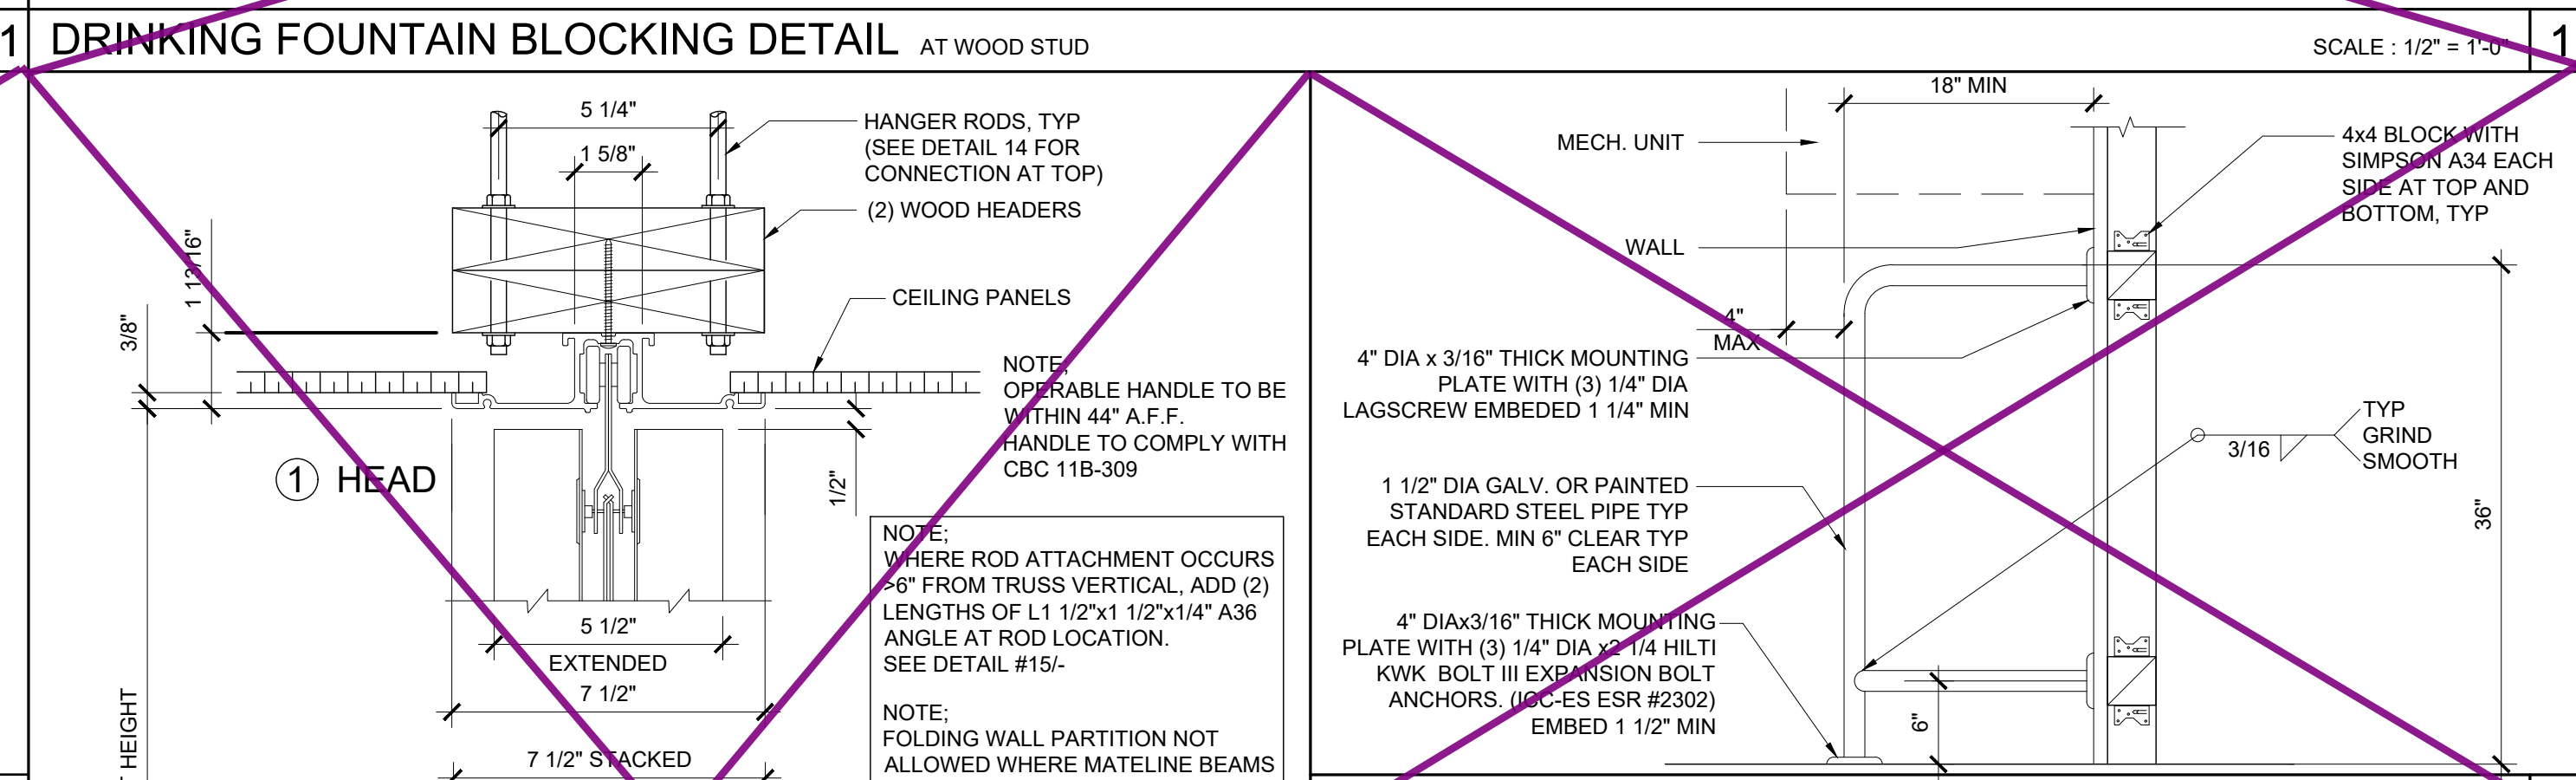 1
DRINKING FOUNTAIN BLOCKING DETAIL AT WOOD STUD
SCALE : 1/2" = 1'-0"
1
5 1/4"
1 5/8"
HANGER RODS, TYP
(SEE DETAIL 14 FOR
CONNECTION AT TOP)
(2) WOOD HEADERS
1 13/16"
3/8"
CEILING PANELS
NOTE;
OPERABLE HANDLE TO BE
WITHIN 44" A.F.F.
HANDLE TO COMPLY WITH
CBC 11B-309
1 HEAD
1/2"
NOTE;
WHERE ROD ATTACHMENT OCCURS
>6" FROM TRUSS VERTICAL, ADD (2)
LENGTHS OF L1 1/2"x1 1/2"x1/4" A36
ANGLE AT ROD LOCATION.
SEE DETAIL #15/-
NOTE;
FOLDING WALL PARTITION NOT
ALLOWED WHERE MATELINE BEAMS
5 1/2"
EXTENDED
7 1/2"
7 1/2" STACKED
HEIGHT
18" MIN
MECH. UNIT
4x4 BLOCK WITH
SIMPSON A34 EACH
SIDE AT TOP AND
BOTTOM, TYP
WALL
4"
MAX
4" DIA x 3/16" THICK MOUNTING
PLATE WITH (3) 1/4" DIA
LAGSCREW EMBEDED 1 1/4" MIN
TYP
GRIND
SMOOTH
3/16
1 1/2" DIA GALV. OR PAINTED
STANDARD STEEL PIPE TYP
EACH SIDE. MIN 6" CLEAR TYP
EACH SIDE
36"
4" DIAx3/16" THICK MOUNTING
PLATE WITH (3) 1/4" DIA x2 1/4 HILTI
KWK BOLT III EXPANSION BOLT
ANCHORS. (ICC-ES ESR #2302)
EMBED 1 1/2" MIN
6"